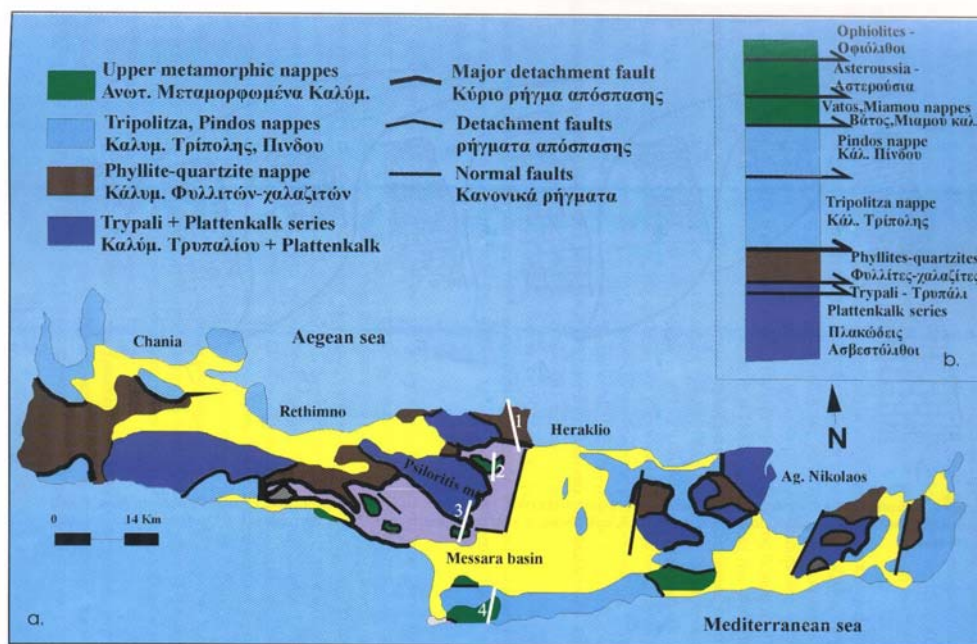 Upper metamorphic nappes
Ανωτ. Μεταμορφωμένα Καλύμ.
Tripolitza, Pindos nappes
Καλυμ. Τρίπολης, Πινδου
Phyllite-quartzite nappe
Κάλυμ. Φυλλιτών-χαλαζιτών
Trypali + Plattenkalk series
Καλύμ. Τρυπαλίου + Plattenkalk
Major detachment fault
Κύριο ρήγμα απόσπασης
Detachment faults
ρήγματα απόσπασης
Normal faults
Κανονικά ρήγματα
Ophiolites -
Οφιόλιθοι
Asteroussia -
Αστερούσια
Vatos,Miamou nappes
Βάτος,Μιαμού καλ.
Pindos nappe
Κάλ. Πίνδου
Tripolitza nappe
Κάλ. Τρίπολης
Phyllites-quartzites
Φυλλίτες-χαλαζίτες
Trypali - Τρυπάλι
Plattenkalk series
Πλακώδεις
Ασβεστόλιθοι
b.
N
Chania
Aegean sea
Rethimno
Heraklio
Ag. Nikolaos
Psiloritis
1
2
3
4
0 14 Km
Messara basin
Mediterranean sea
a.